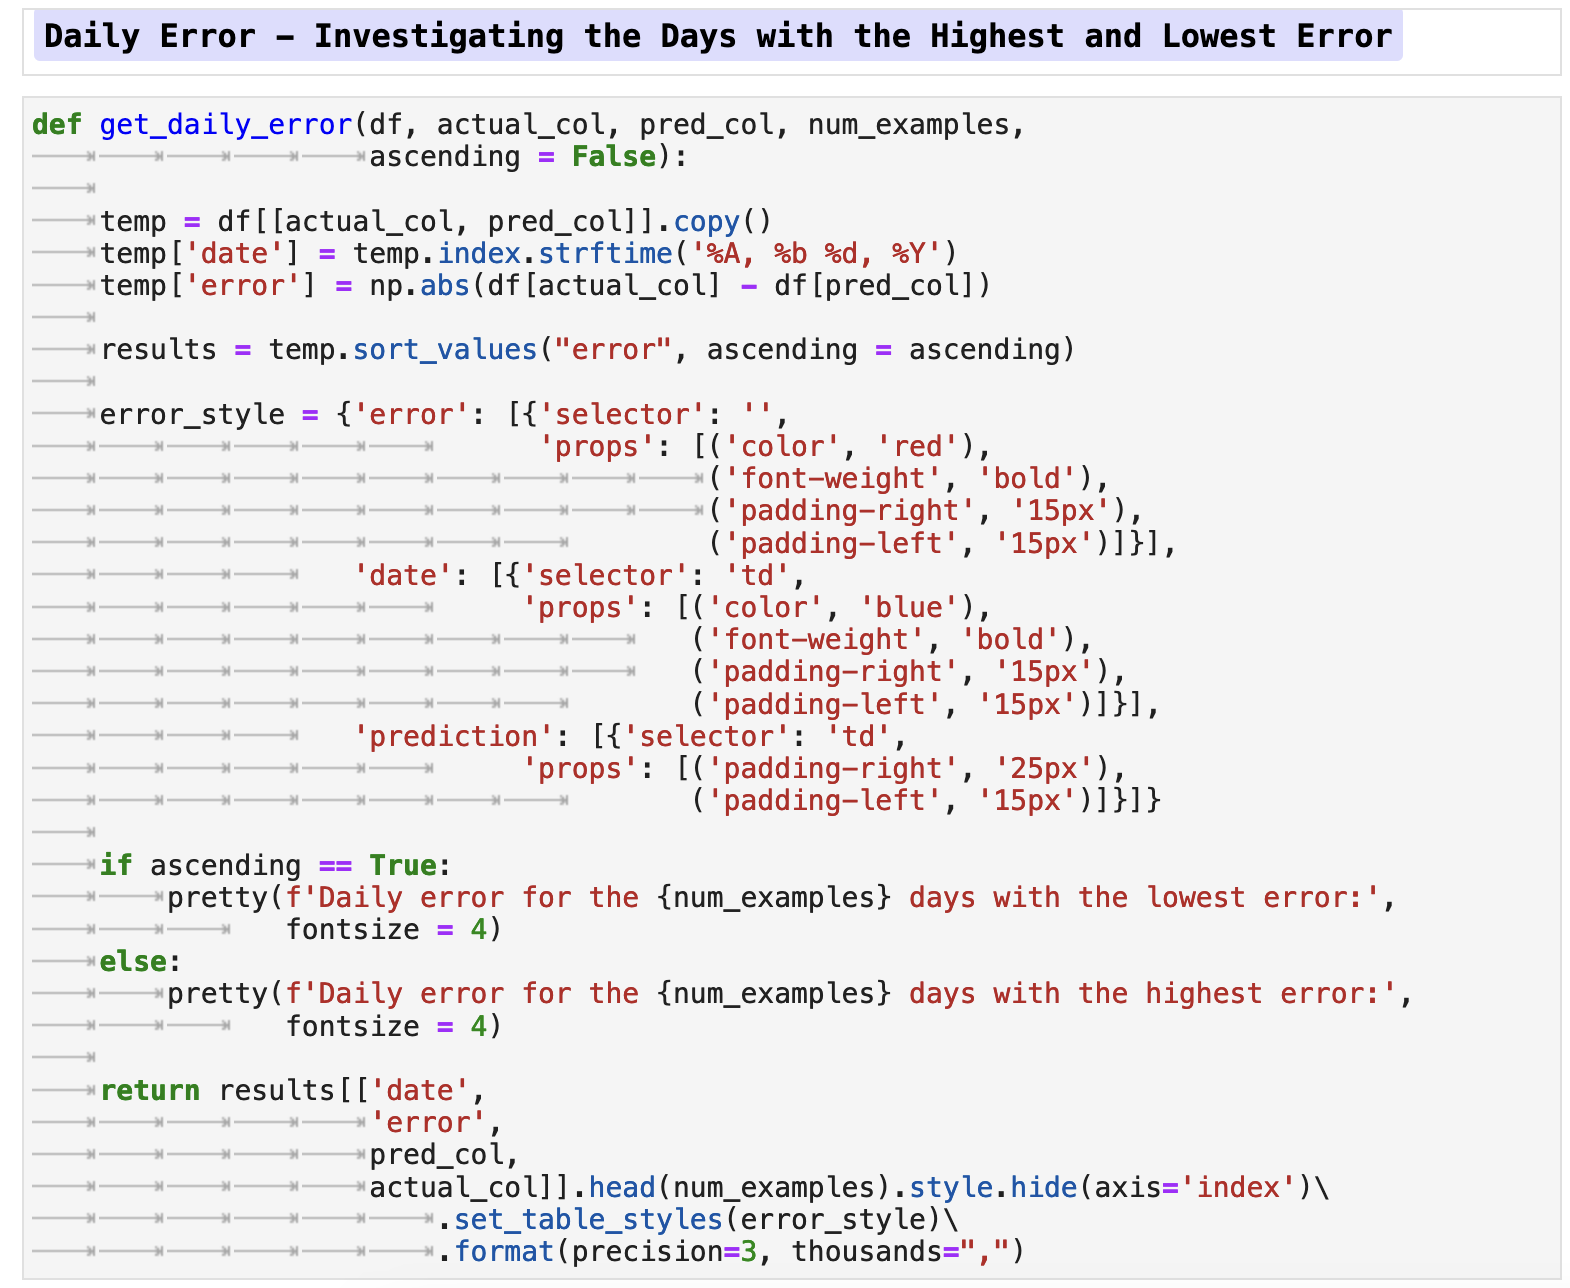 Daily Error – Investigating the Days with the Highest and Lowest Error
def get_daily_error(df, actual_col, pred_col, num_examples,
ascending = False):
temp = df[[actual_col, pred_col]].copy()
temp['date'] = temp.index.strftime('%A, %b %d, %Y')
temp['error'] = np.abs(df[actual_col] - df[pred_col])
results = temp.sort_values("error", ascending = ascending)
error_style = {'error': [{'selector': '',
'props': [('color', 'red'),
('font-weight', 'bold'),
('padding-right', '15px'),
('padding-left', '15px')]}],
'date': [{'selector': 'td',
'props': [('color', 'blue'),
('font-weight', 'bold'),
('padding-right', '15px'),
('padding-left', '15px')]}],
'prediction': [{'selector': 'td',
'props': [('padding-right', '25px'),
('padding-left', '15px')]}]}
if ascending == True:
pretty(f'Daily error for the {num_examples} days with the lowest error:',
fontsize = 4)
else:
pretty(f'Daily error for the {num_examples} days with the highest error:',
fontsize = 4)
return results[['date',
'error',
pred_col,
actual_col]].head(num_examples).style.hide(axis='index')\
.set_table_styles(error_style)\
.format(precision=3, thousands=",")